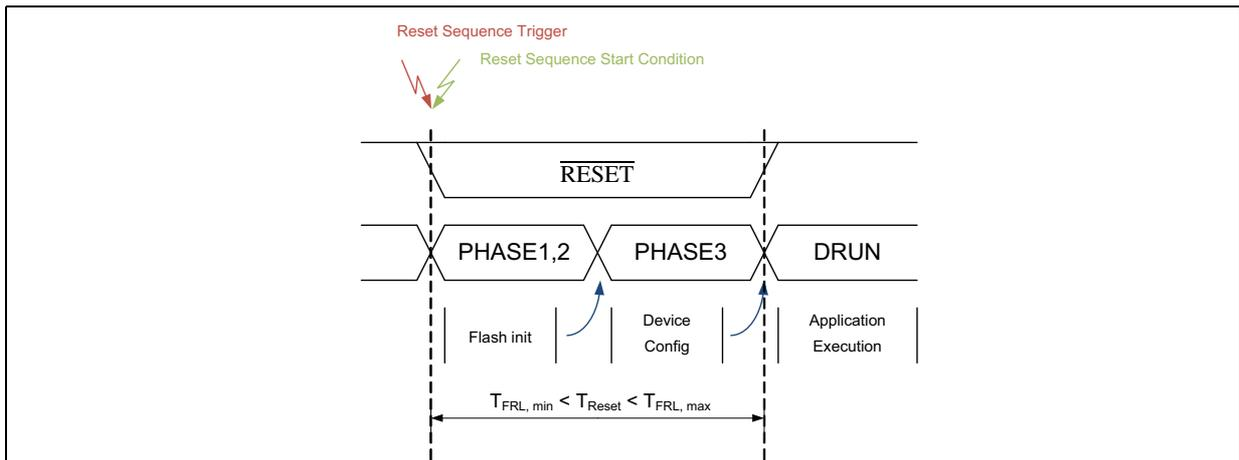 Reset Sequence Trigger
Reset Sequence Start Condition
RESET
PHASE1,2
PHASE3
DRUN
Flash init
Device
Config
Application
Execution
TFRL, min < TReset < TFRL, max